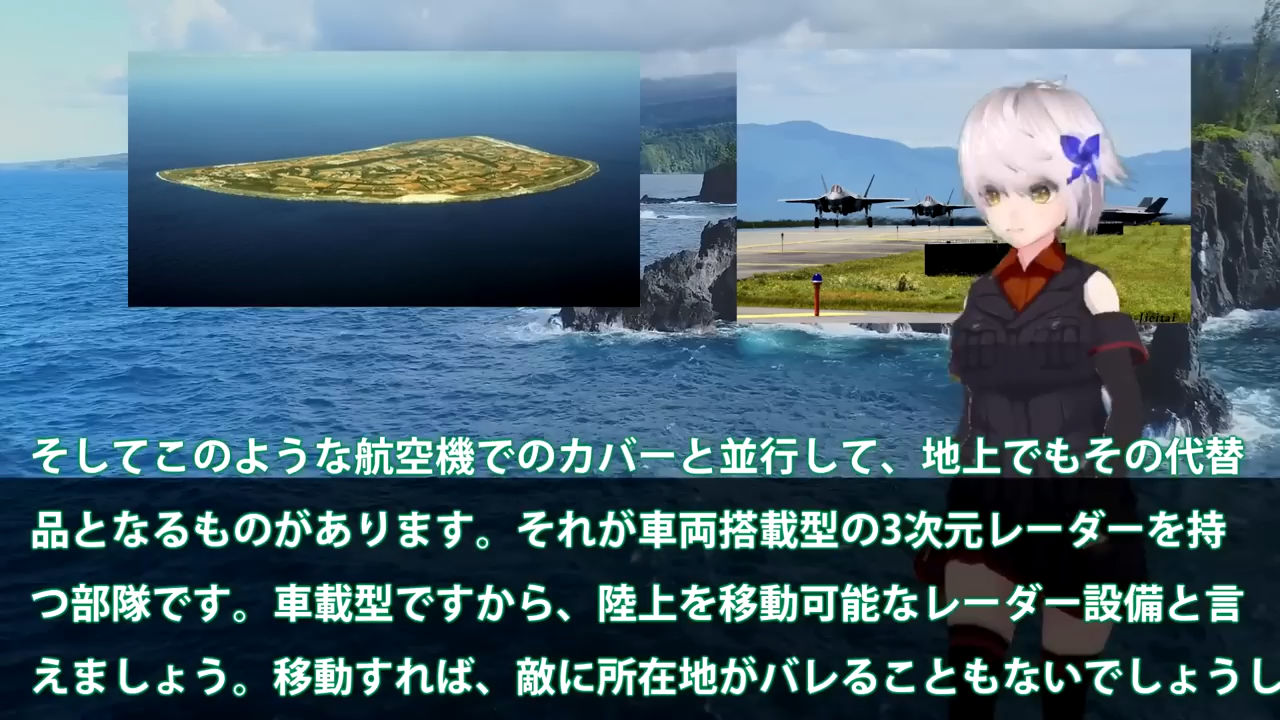 Jieitai
そしてこのような航空機でのカバーと並行して、地上でもその代替
品となるものがあります。それが車両搭載型の3次元レーダーを持
つ部隊です。車載型ですから、陸上を移動可能なレーダー設備と言
えましょう。移動すれば、敵に所在地がバレることもないでしょうし